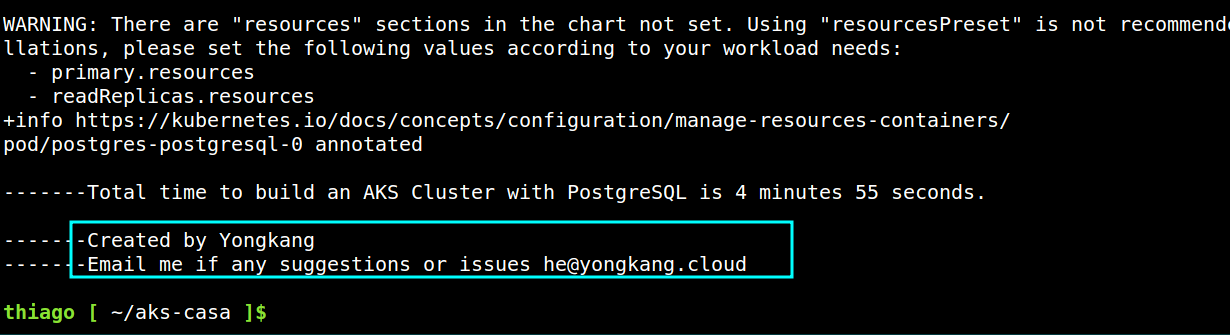 WARNING: There are "resources" sections in the chart not set. Using "resourcesPreset" is not
llations, please set the following values according to your workload needs:
  - primary.resources
  - readReplicas.resources
+info https://kubernetes.io/docs/concepts/configuration/manage-resources-containers/
pod/postgres-postgresql-0 annotated
-------Total time to build an AKS Cluster with PostgreSQL is 4 minutes 55 seconds.
-------Created by Yongkang
-------Email me if any suggestions or issues he@yongkang.cloud
thiago [ ~/aks-casa ]$